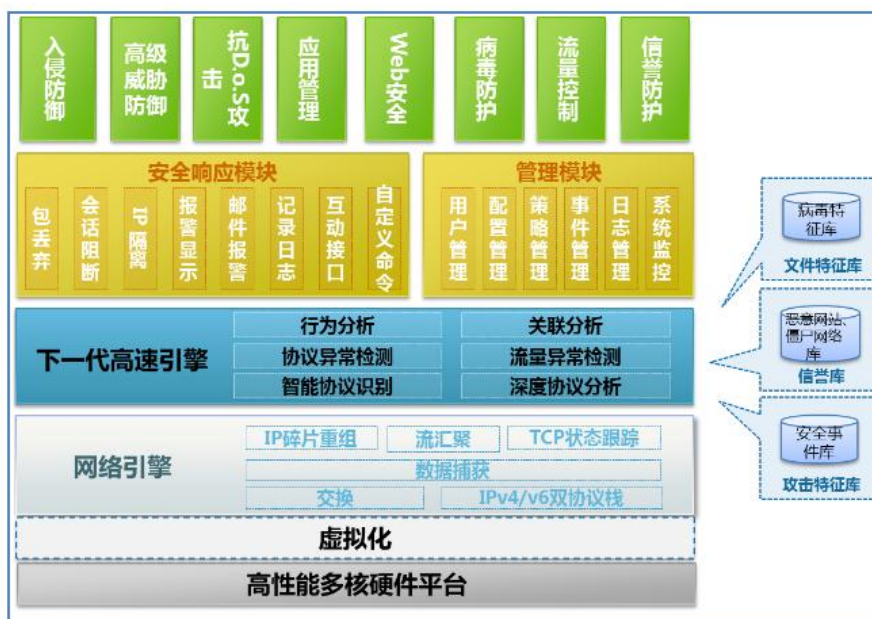 入侵防御
高级威胁防御
抗D.o.S攻击
应用管理
Web安全
病毒防护
流量控制
信誉防护
安全响应模块
包丢弃
会话阻断
IP隔离
报警显示
邮件报警
记录日志
互动接口
自定义命令
管理模块
用户管理
配置管理
策略管理
事件管理
日志管理
系统监控
下一代高速引擎
行为分析
关联分析
协议异常检测
流量异常检测
智能协议识别
深度协议分析
网络引擎
IP碎片重组
流汇聚
TCP状态跟踪
数据捕获
交换
IPv4/v6双协议栈
虚拟化
高性能多核硬件平台
病毒特
征库
文件特征库
恶意网站、
僵尸网络
库
信誉库
安全事
件库
攻击特征库